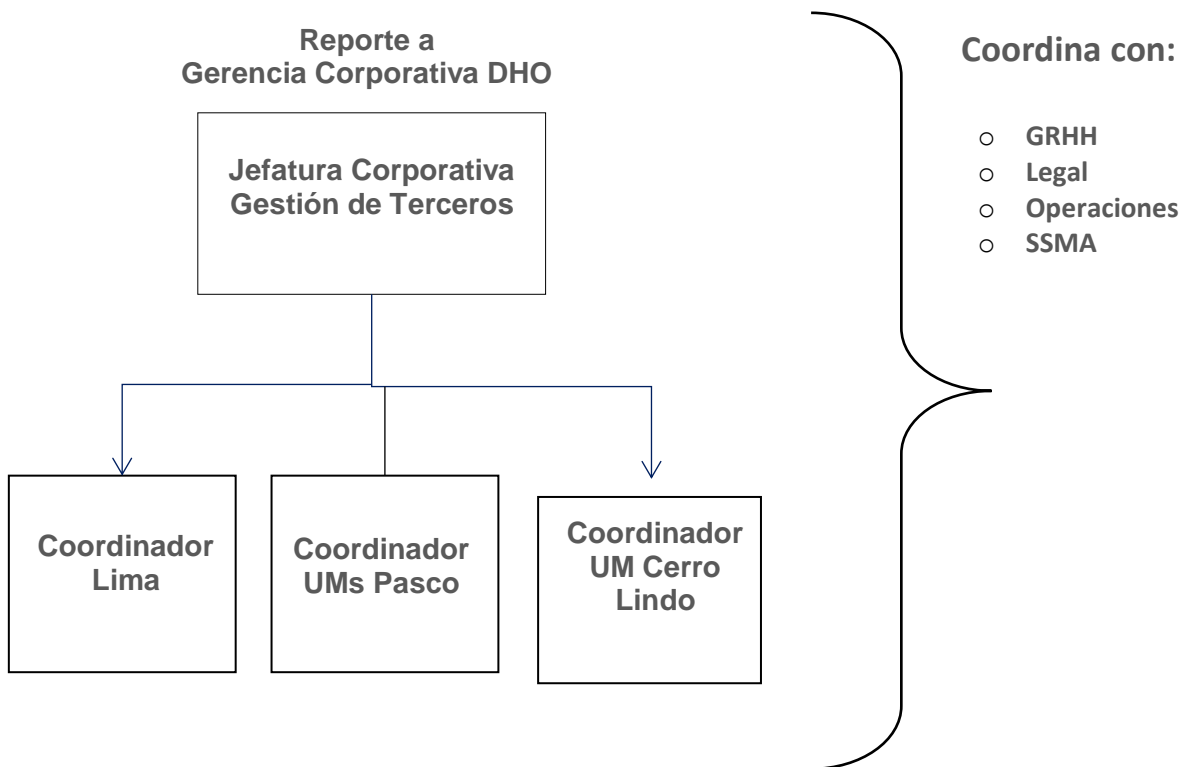 Reporte a
Gerencia Corporativa DHO
Jefatura Corporativa
Gestión de Terceros
Coordinador
Lima
Coordinador
UMs Pasco
Coordinador
UM Cerro
Lindo
Coordina con:
GRHH
Legal
Operaciones
SSMA